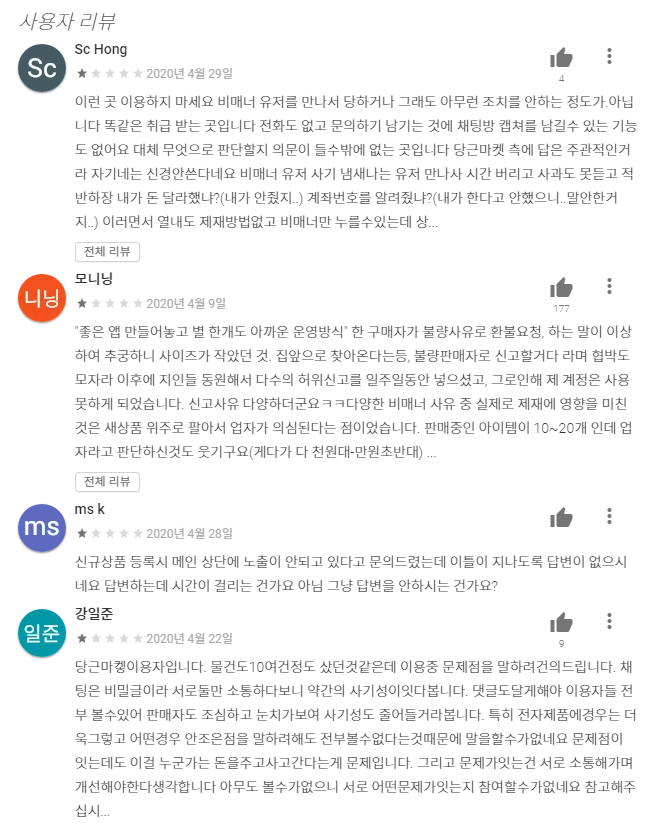 사용자 리뷰
Sc
Sc Hong
2020년 4월 29일
4
이런 곳 이용하지 마세요 비매너 유저를 만나서 당하거나 그래도 아무런 조치를 안하는 정도가.아닙
니다 똑같은 취급 받는 곳입니다 전화도 없고 문의하기 남기는 것에 채팅방 캡쳐를 남길수 있는 기능
도 없어요 대체 무엇으로 판단할지 의문이 들수밖에 없는 곳입니다 당근마켓 측에 답은 주관적인거
라 자기네는 신경안쓴다네요 비매너 유저 사기 냄새나는 유저 만나사 시간 버리고 사과도 못듣고 적
반하장 내가 돈 달라했냐?(내가 안줬지..) 계좌번호를 알려줬냐?(내가 한다고 안했으니..말안한거
지..) 이러면서 열내도 제재방법없고 비매너만 누를수있는데 상...
전체 리뷰
니닝
모니닝
2020년 4월 9일
177
"좋은 앱 만들어놓고 별 한개도 아까운 운영방식" 한 구매자가 불량사유로 환불요청, 하는 말이 이상
하여 추궁하니 사이즈가 작았던 것. 집앞으로 찾아온다는등, 불량판매자로 신고할거다 라며 협박도
모자라 이후에 지인들 동원해서 다수의 허위신고를 일주일동안 넣으셨고, 그로인해 제 계정은 사용
못하게 되었습니다. 신고사유 다양하더군요ㅋㅋ다양한 비매너 사유 중 실제로 제재에 영향을 미친
것은 새상품 위주로 팔아서 업자가 의심된다는 점이었습니다. 판매중인 아이템이 10~20개 인데 업
자라고 판단하신것도 웃기구요(게다가 다 천원대-만원초반대) ...
전체 리뷰
ms
ms k
2020년 4월 28일
신규상품 등록시 메인 상단에 노출이 안되고 있다고 문의드렸는데 이틀이 지나도록 답변이 없으시
네요 답변하는데 시간이 걸리는 건가요 아님 그냥 답변을 안하시는 건가요?
일준
강일준
2020년 4월 22일
9
당근마켕이용자입니다. 물건도10여건정도 샀던것같은데 이용중 문제점을 말하려건의드립니다. 채
팅은 비밀글이라 서로둘만 소통하다보니 약간의 사기성이잇다봅니다. 댓글도달게해야 이용자들 전
부 볼수있어 판매자도 조심하고 눈치가보여 사기성도 줄어들거라봅니다. 특히 전자제품에경우는 더
욱그렇고 어떤경우 안조은점을 말하려해도 전부볼수없다는것때문에 말을할수가없네요 문제점이
잇는데도 이걸 누군가는 돈을주고사고간다는게 문제입니다. 그리고 문제가잇는건 서로 소통해가며
개선해야한다생각합니다 아무도 볼수가없으니 서로 어떤문제가잇는지 참여할수가없네요 참고해주
십시...